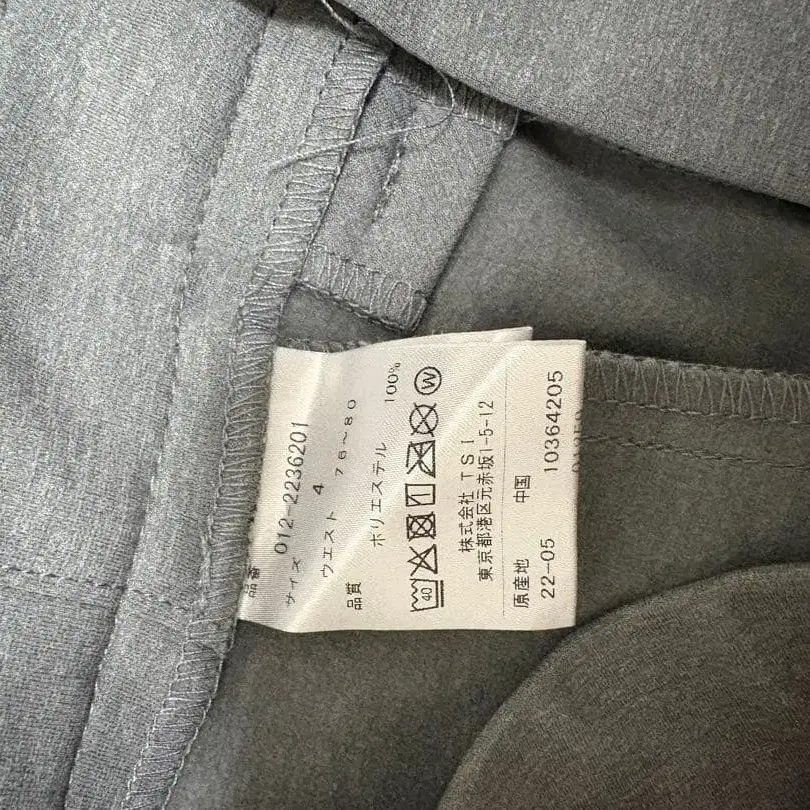 品番 012-2236201
サイズ 4
ウエスト 76～80
品質
ポリエステル 100%
40
W
株式会社 TSI
東京都港区元赤坂1-5-12
原産地 中国
22-05 10364205